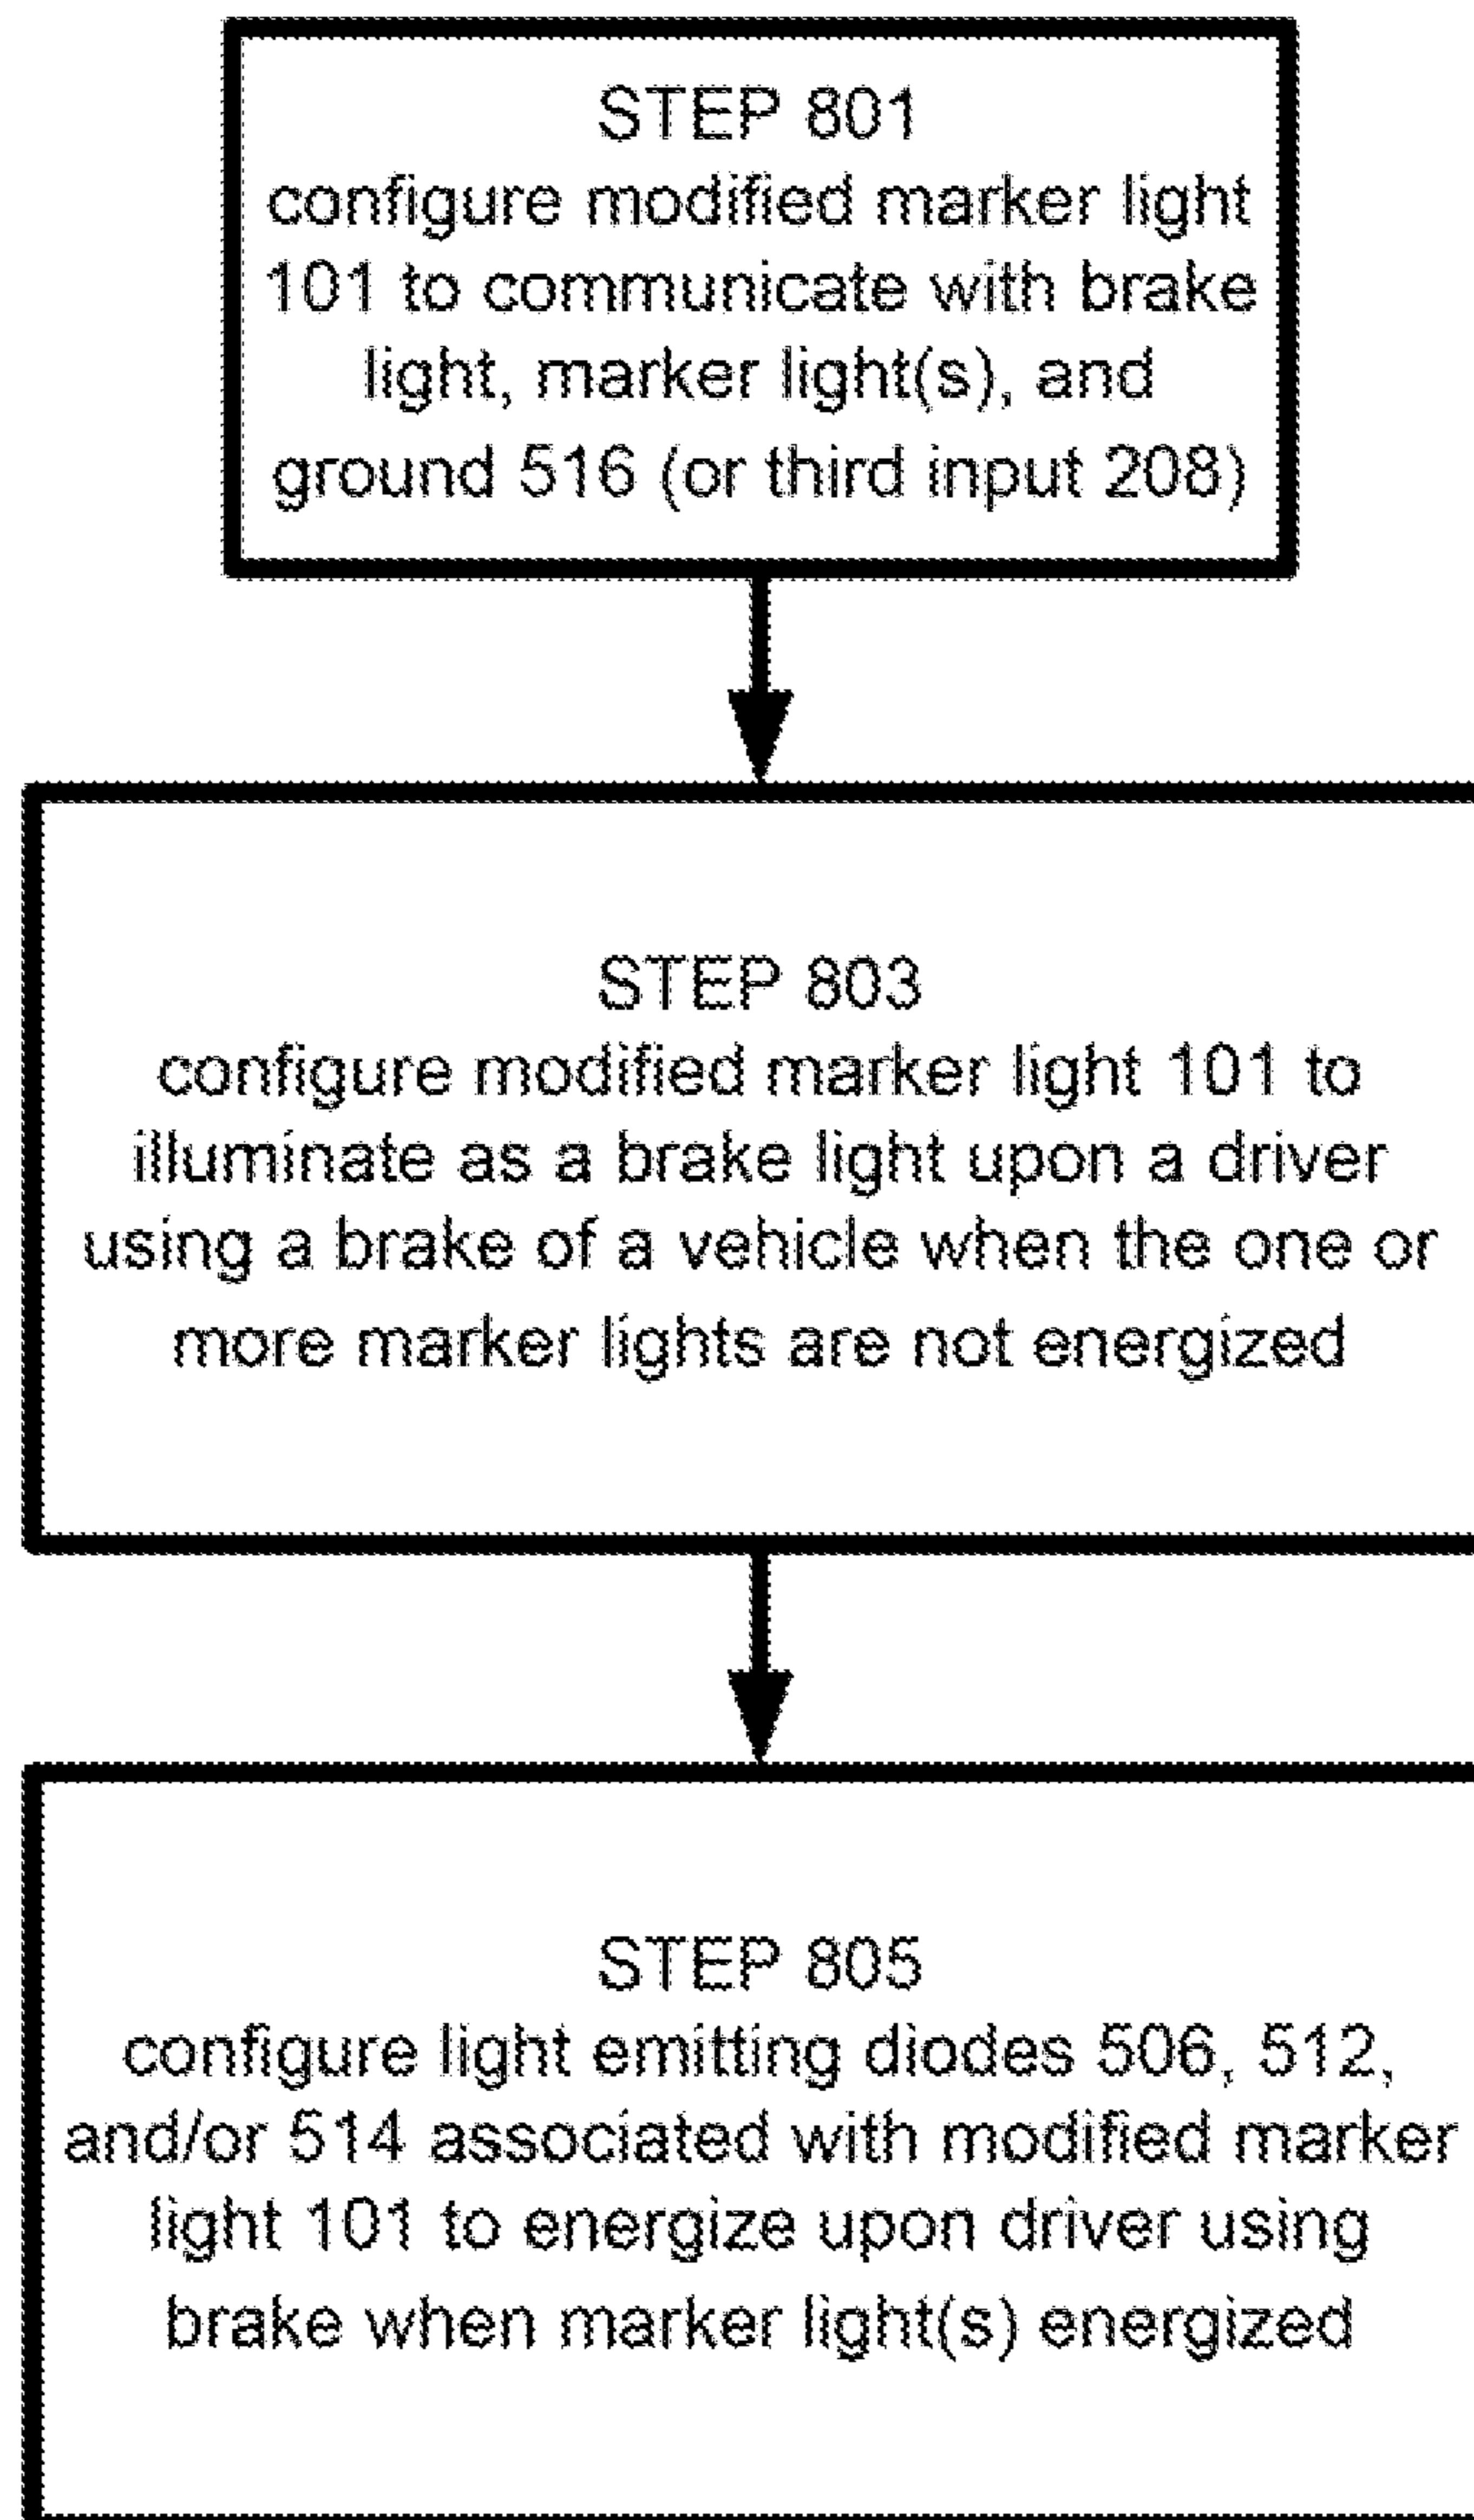 STEP 801
configure modified marker light
101 to communicate with brake
light, marker light(s), and
ground 516 (or third input 208)
STEP 803
configure modified marker light 101 to
illuminate as a brake light upon a driver
using a brake of a vehicle when the one or
more marker lights are not energized
STEP 805
configure light emitting diodes 506, 512,
and/or 514 associated with modified marker
light 101 to energize upon driver using
brake when marker light(s) energized